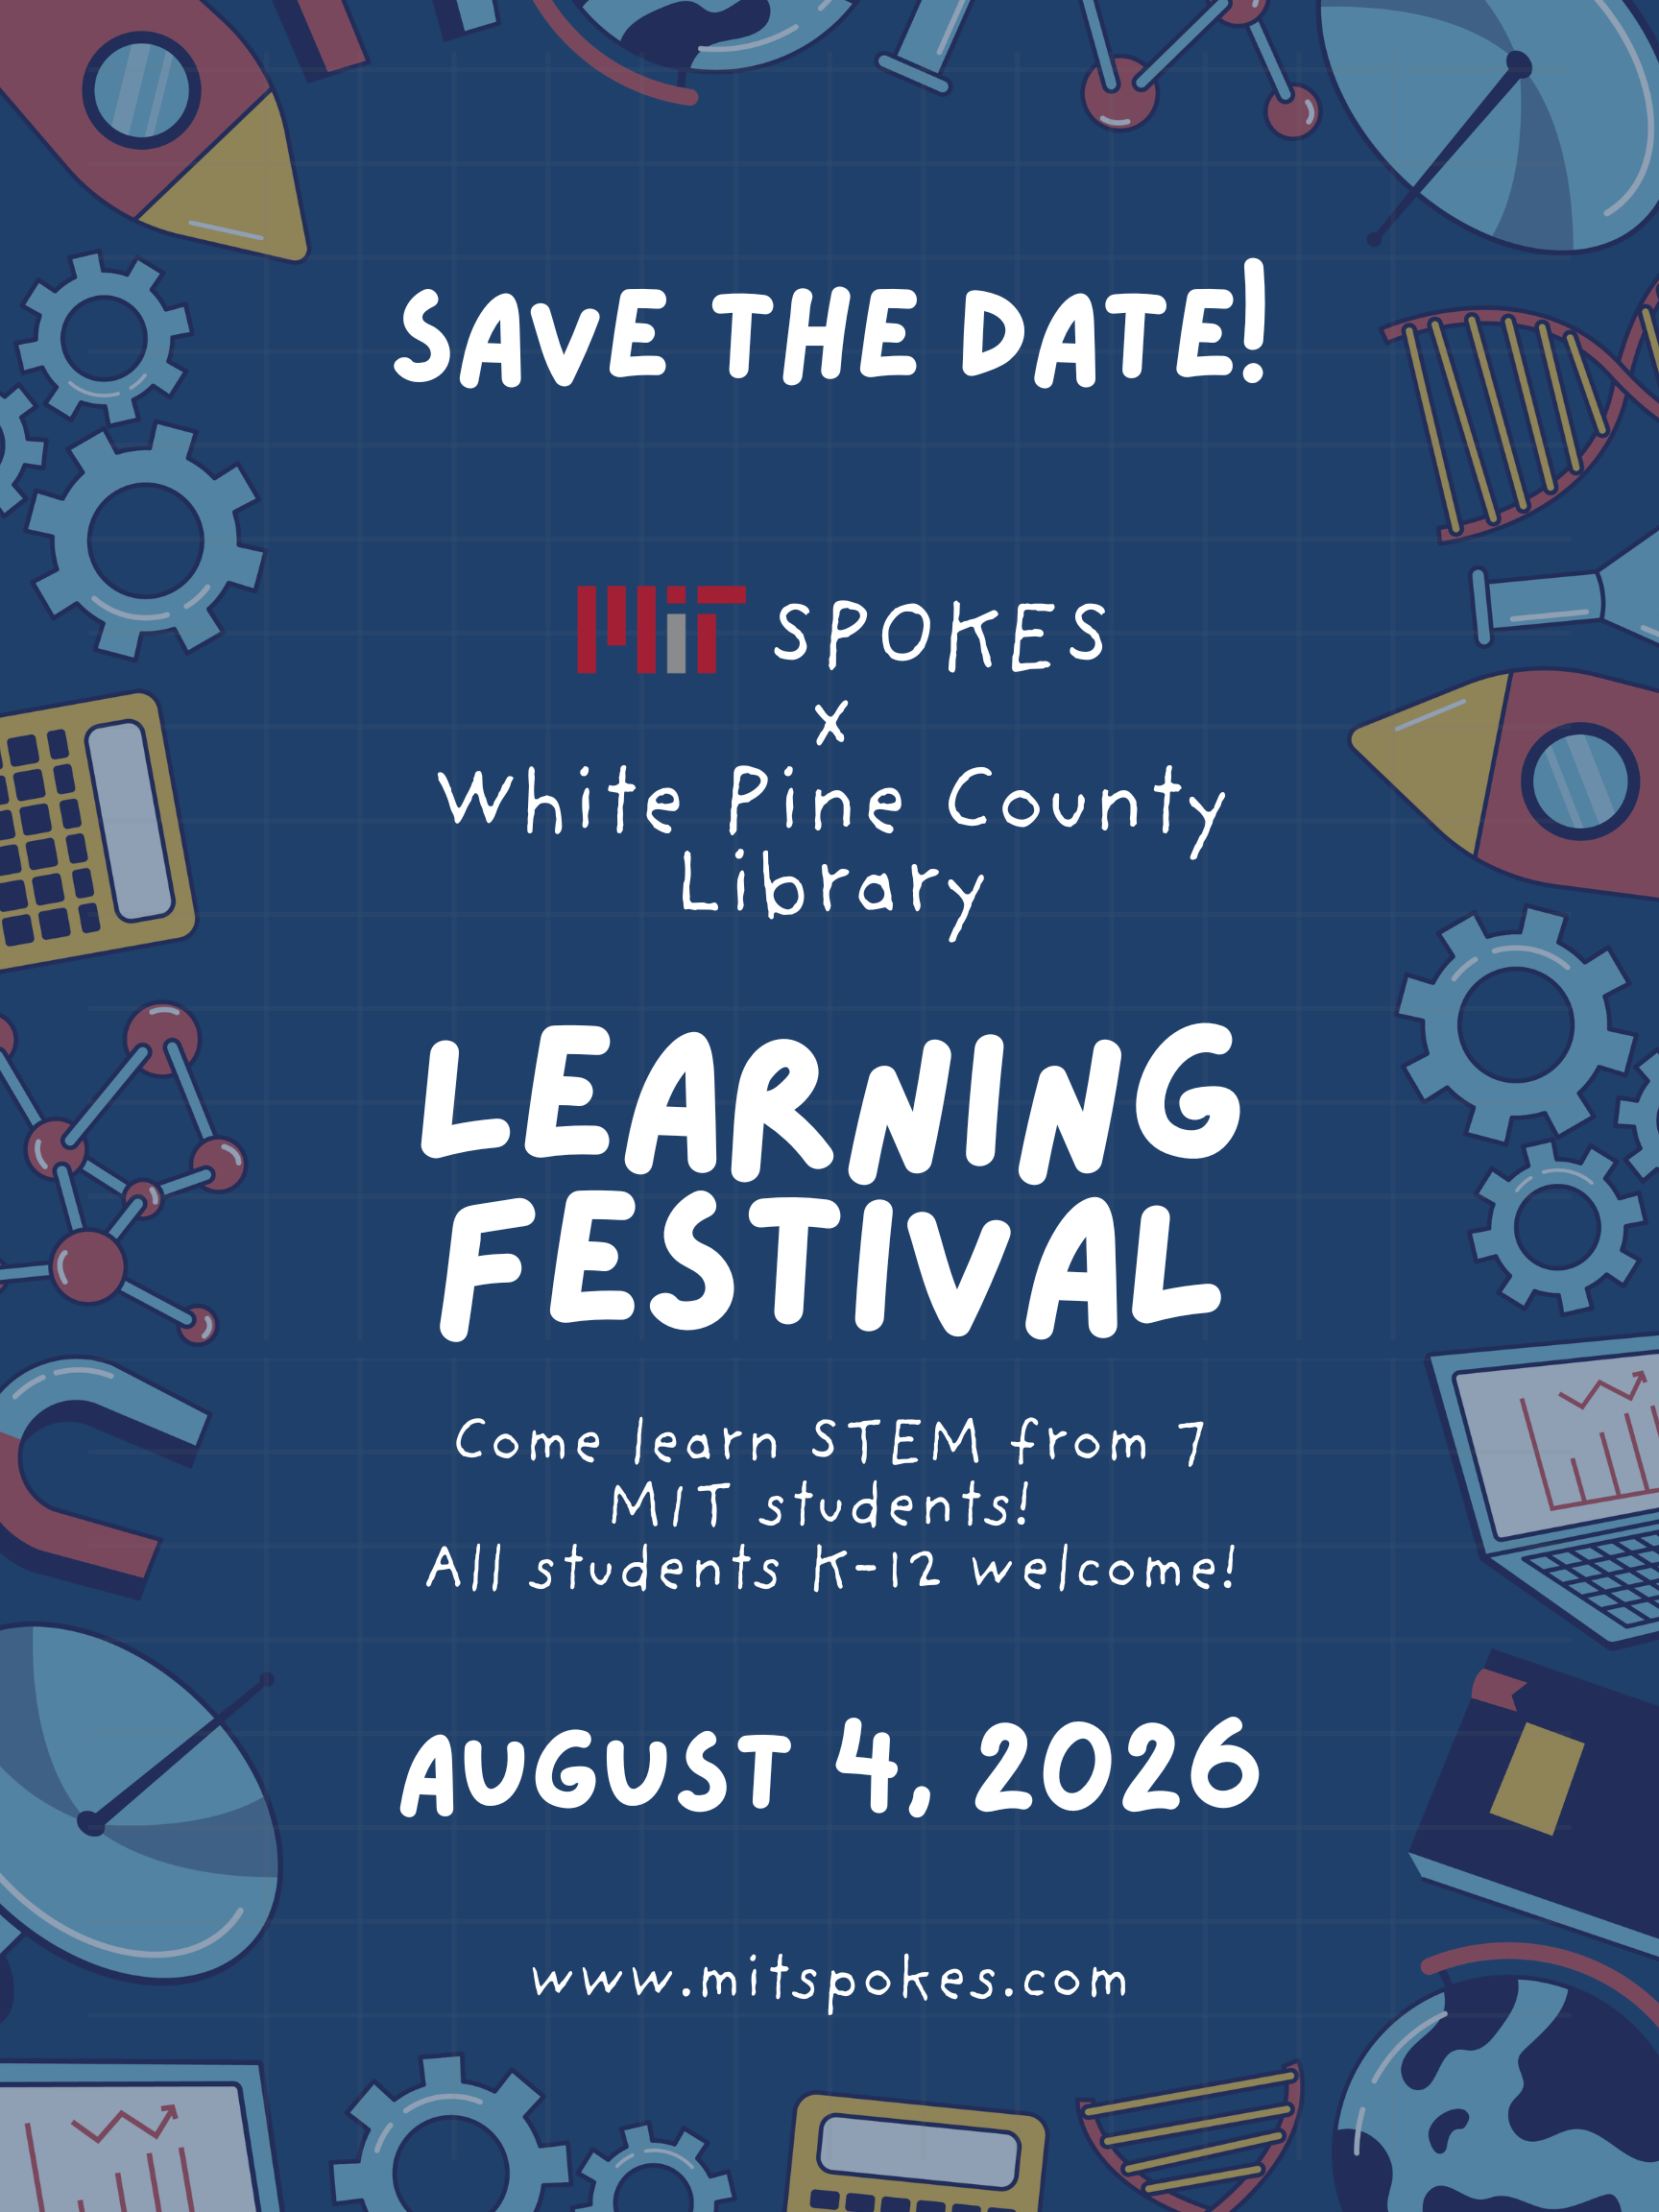 SAVE THE DATE!
MIT SPOKES
x
White Pine County
Library
LEARNING
FESTIVAL
Come learn STEM from 7
MIT students!
All students K-12 welcome!
AUGUST 4, 2026
www.mitspokes.com